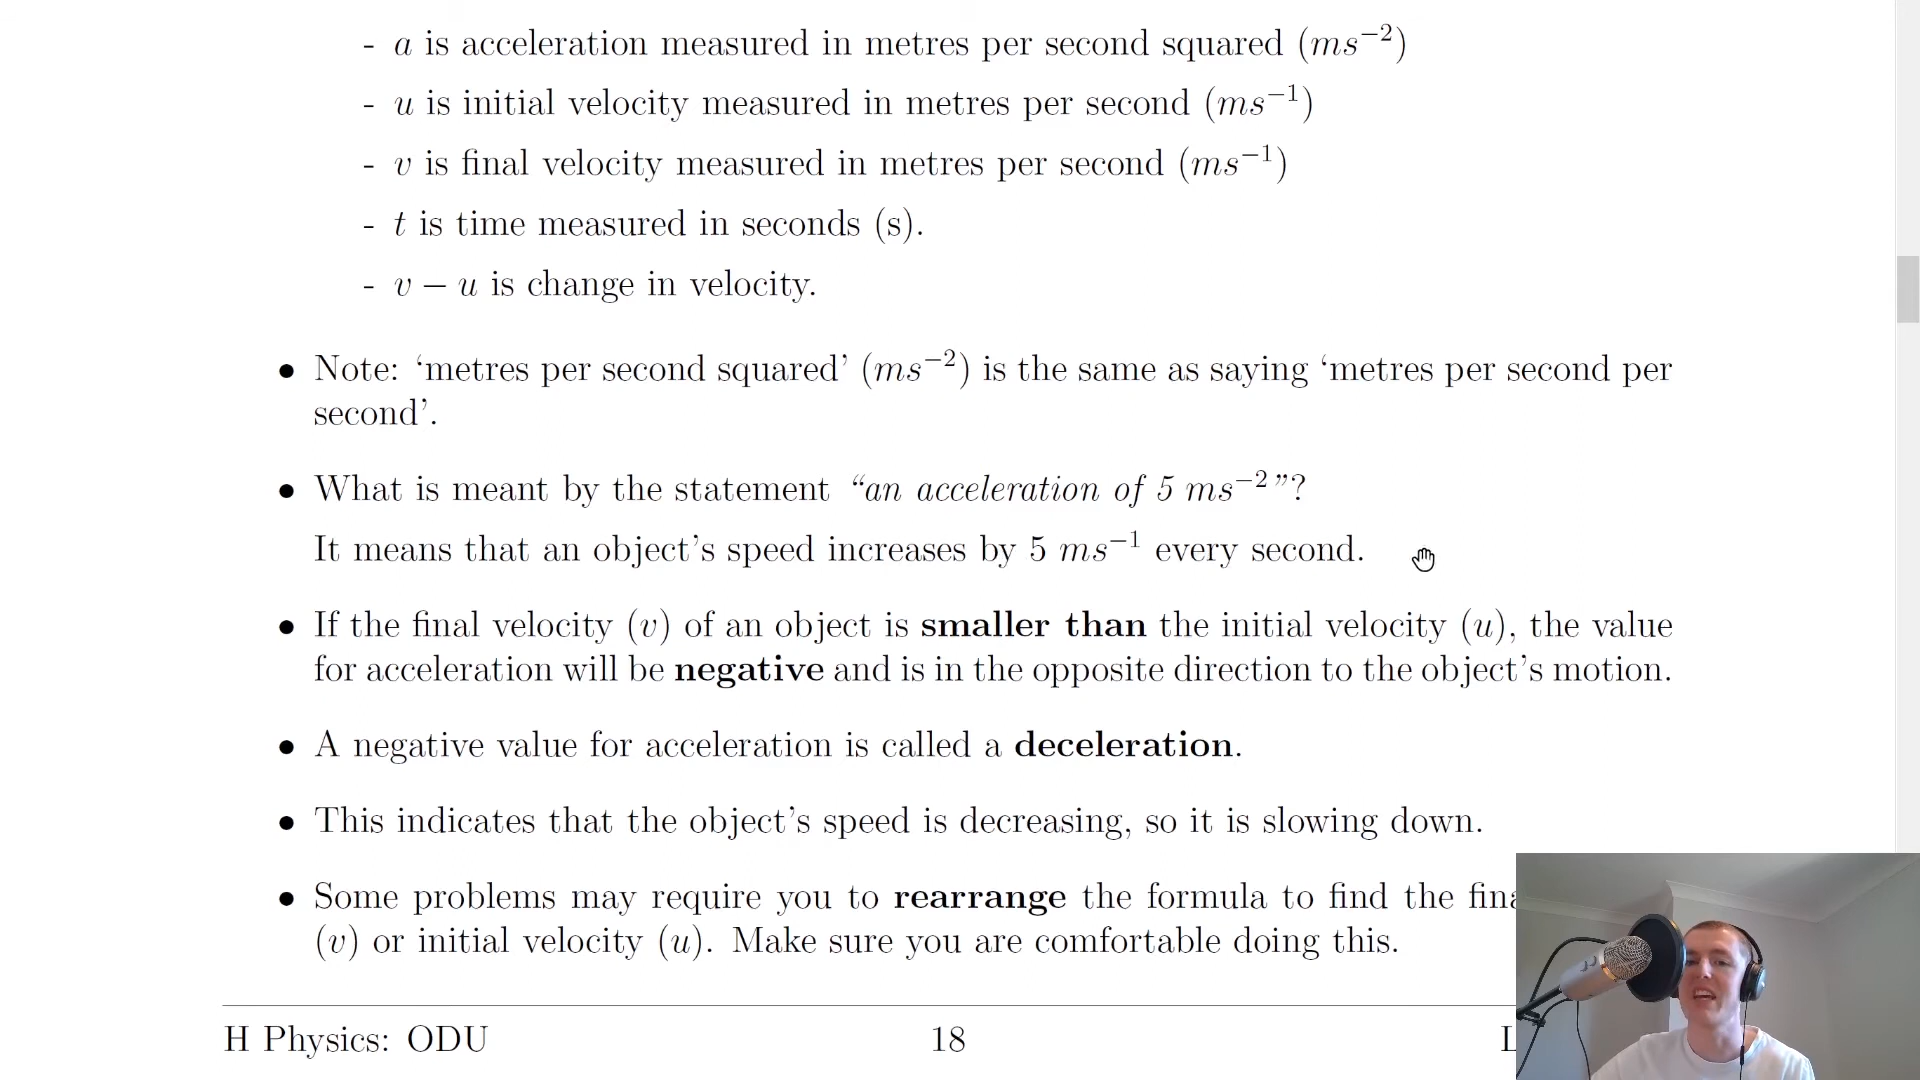 - a is acceleration measured in metres per second squared (ms⁻²)
- u is initial velocity measured in metres per second (ms⁻¹)
- v is final velocity measured in metres per second (ms⁻¹)
- t is time measured in seconds (s).
- v − u is change in velocity.
• Note: ‘metres per second squared’ (ms⁻²) is the same as saying ‘metres per second per
second’.
• What is meant by the statement “an acceleration of 5 ms⁻²”?
It means that an object’s speed increases by 5 ms⁻¹ every second.
• If the final velocity (v) of an object is smaller than the initial velocity (u), the value
for acceleration will be negative and is in the opposite direction to the object’s motion.
• A negative value for acceleration is called a deceleration.
• This indicates that the object’s speed is decreasing, so it is slowing down.
• Some problems may require you to rearrange the formula to find the
(v) or initial velocity (u). Make sure you are comfortable doing this.
H Physics: ODU 18